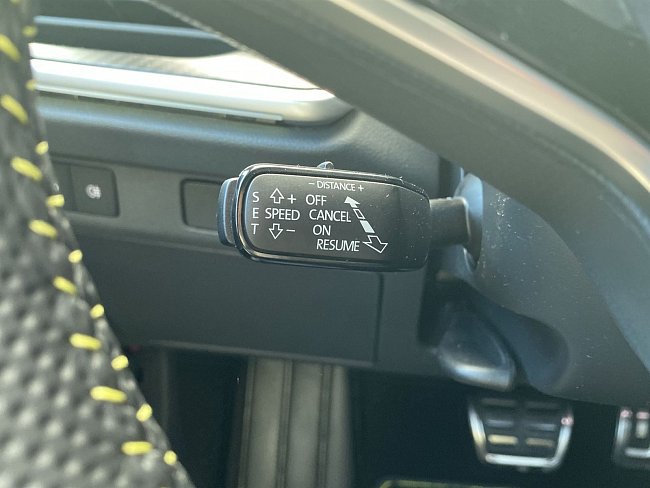 – DISTANCE +
S + OFF
E SPEED CANCEL
T – ON
RESUME